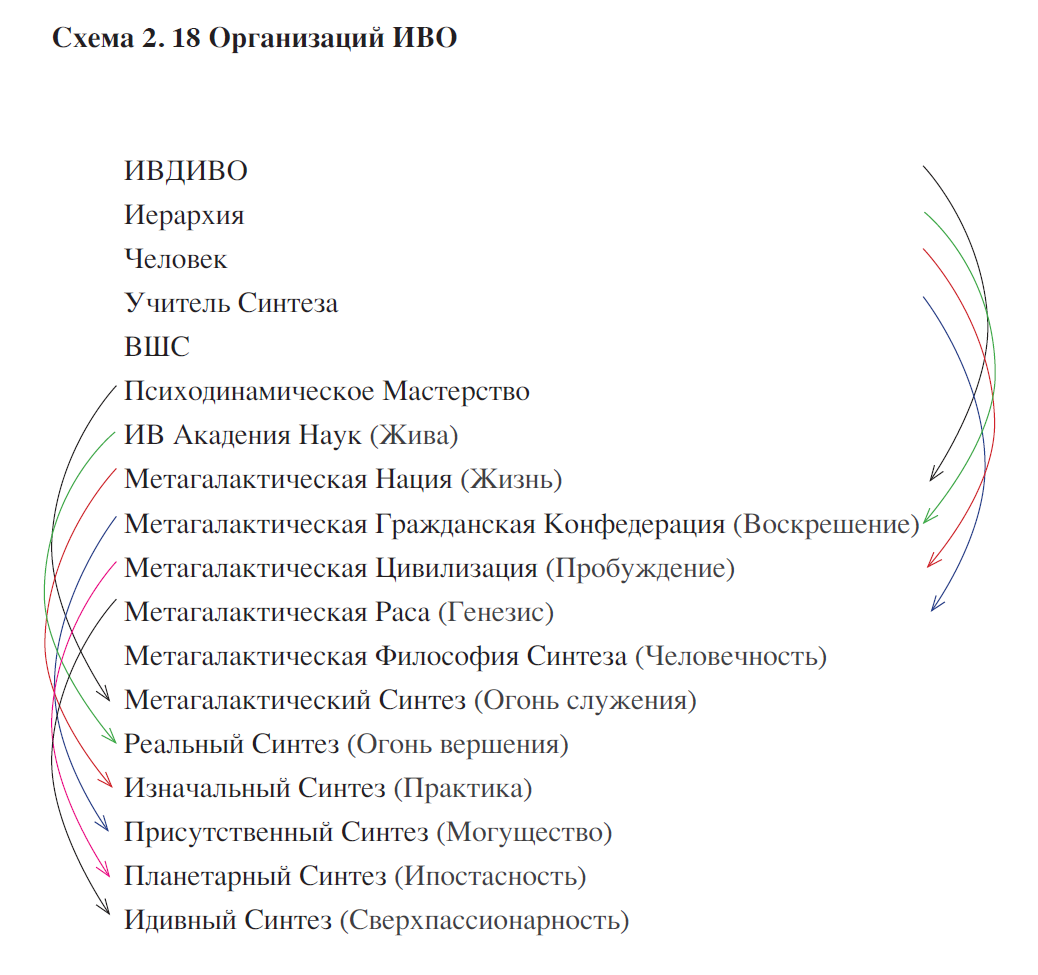 Схема 2. 18 Организаций ИВО
ИВДИВО
Иерархия
Человек
Учитель Синтеза
ВШС
Психодинамическое Мастерство
ИВ Акадения Наук (Жива)
Метагалактическая Нация (Жизнь)
Метагалактическая Гражданская Конфедерация (Воскрешение)
Метагалактическая Цивилизация (Пробуждение)
Метагалактическая Раса (Генезис)
Метагалактическая Философия Синтеза (Человечность)
Метагалактический Синтез (Огонь служения)
Реальный Синтез (Огонь вершения)
Изначальный Синтез (Практика)
Присутственный Синтез (Могущество)
Планетарный Синтез (Ипостасность)
Идивный Синтез (Сверхпассионарность)